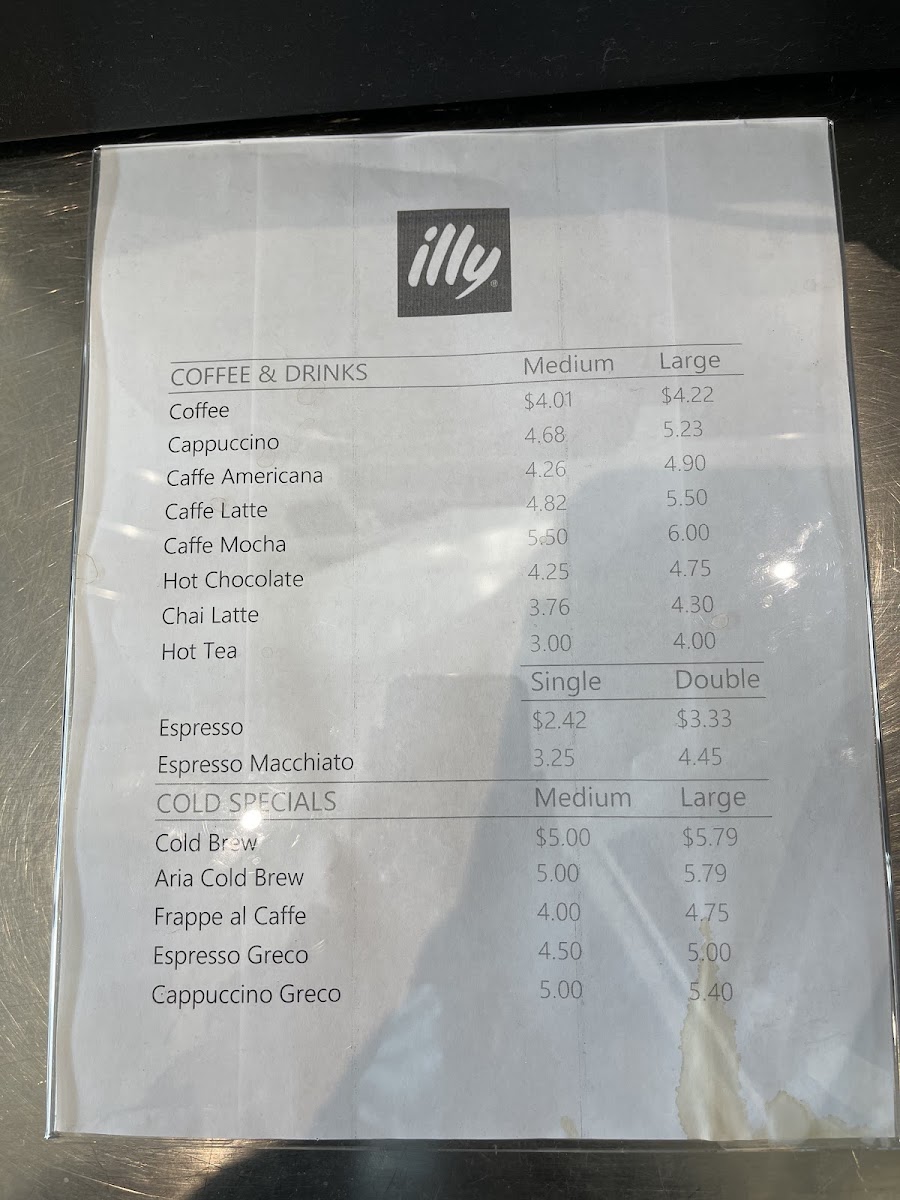 illy
COFFEE & DRINKS Medium Large
Coffee $4.01 $4.22
Cappuccino 4.68 5.23
Caffe Americana 4.26 4.90
Caffe Latte 4.82 5.50
Caffe Mocha 5.50 6.00
Hot Chocolate 4.25 4.75
Chai Latte 3.76 4.30
Hot Tea 3.00 4.00
Single Double
Espresso $2.42 $3.33
Espresso Macchiato 3.25 4.45
COLD SPECIALS Medium Large
Cold Brew $5.00 $5.79
Aria Cold Brew 5.00 5.79
Frappe al Caffe 4.00 4.75
Espresso Greco 4.50 5.00
Cappuccino Greco 5.00 5.40